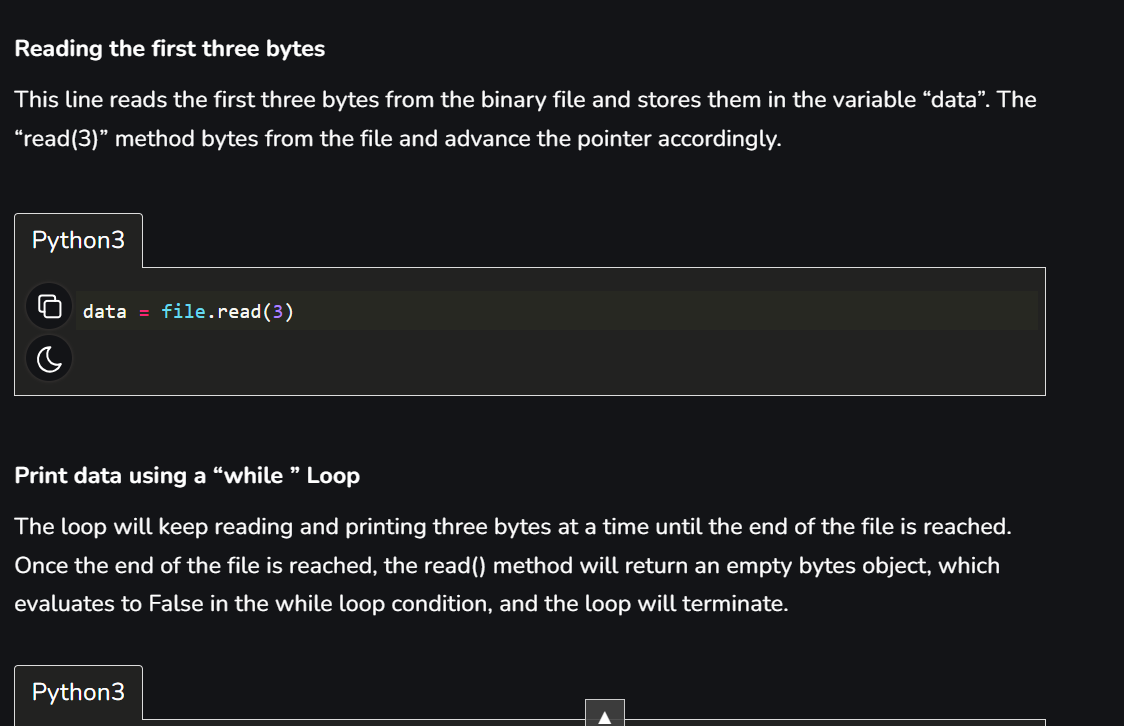 Reading the first three bytes
This line reads the first three bytes from the binary file and stores them in the variable “data”. The
“read(3)” method bytes from the file and advance the pointer accordingly.
Python3
data = file.read(3)
Print data using a “while ” Loop
The loop will keep reading and printing three bytes at a time until the end of the file is reached.
Once the end of the file is reached, the read() method will return an empty bytes object, which
evaluates to False in the while loop condition, and the loop will terminate.
Python3